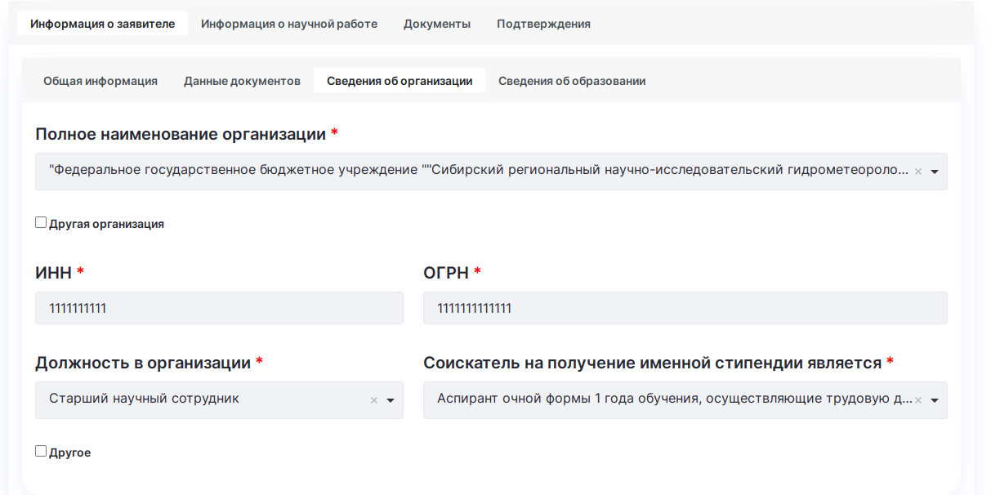 Информация о заявителе Информация о научной работе Документы Подтверждения
Общая информация Данные документов Сведения об организации Сведения об образовании
Полное наименование организации *
"Федеральное государственное бюджетное учреждение ""Сибирский региональный научно-исследовательский гидрометеороло... ×
Другая организация
ИНН * ОГРН *
1111111111 1111111111111
Должность в организации * Соискатель на получение именной стипендии является *
Старший научный сотрудник × Аспирант очной формы 1 года обучения, осуществляющие трудовую д... ×
Другое